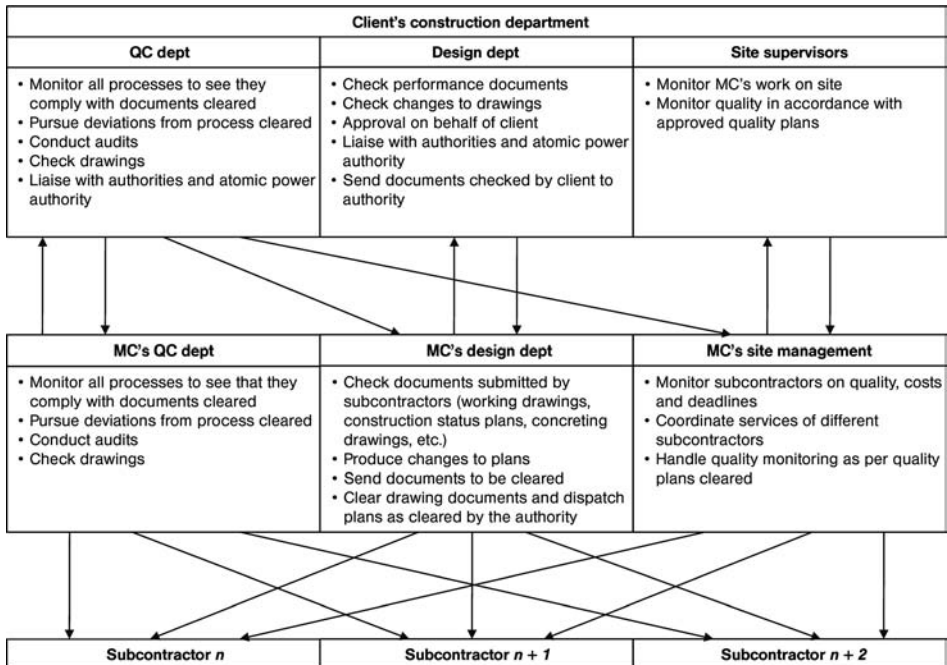 Client's construction department
QC dept
• Monitor all processes to see they
comply with documents cleared
• Pursue deviations from process cleared
• Conduct audits
• Check drawings
• Liaise with authorities and atomic power
authority
Design dept
• Check performance documents
• Check changes to drawings
• Approval on behalf of client
• Liaise with authorities and atomic power
authority
• Send documents checked by client to
authority
Site supervisors
• Monitor MC's work on site
• Monitor quality in accordance with
approved quality plans
MC's QC dept
• Monitor all processes to see that they
comply with documents cleared
• Pursue deviations from process cleared
• Conduct audits
• Check drawings
MC's design dept
• Check documents submitted by
subcontractors (working drawings,
construction status plans, concreting
drawings, etc.)
• Produce changes to plans
• Send documents to be cleared
• Clear drawing documents and dispatch
plans as cleared by the authority
MC's site management
• Monitor subcontractors on quality, costs
and deadlines
• Coordinate services of different
subcontractors
• Handle quality monitoring as per quality
plans cleared
Subcontractor n
Subcontractor n + 1
Subcontractor n + 2